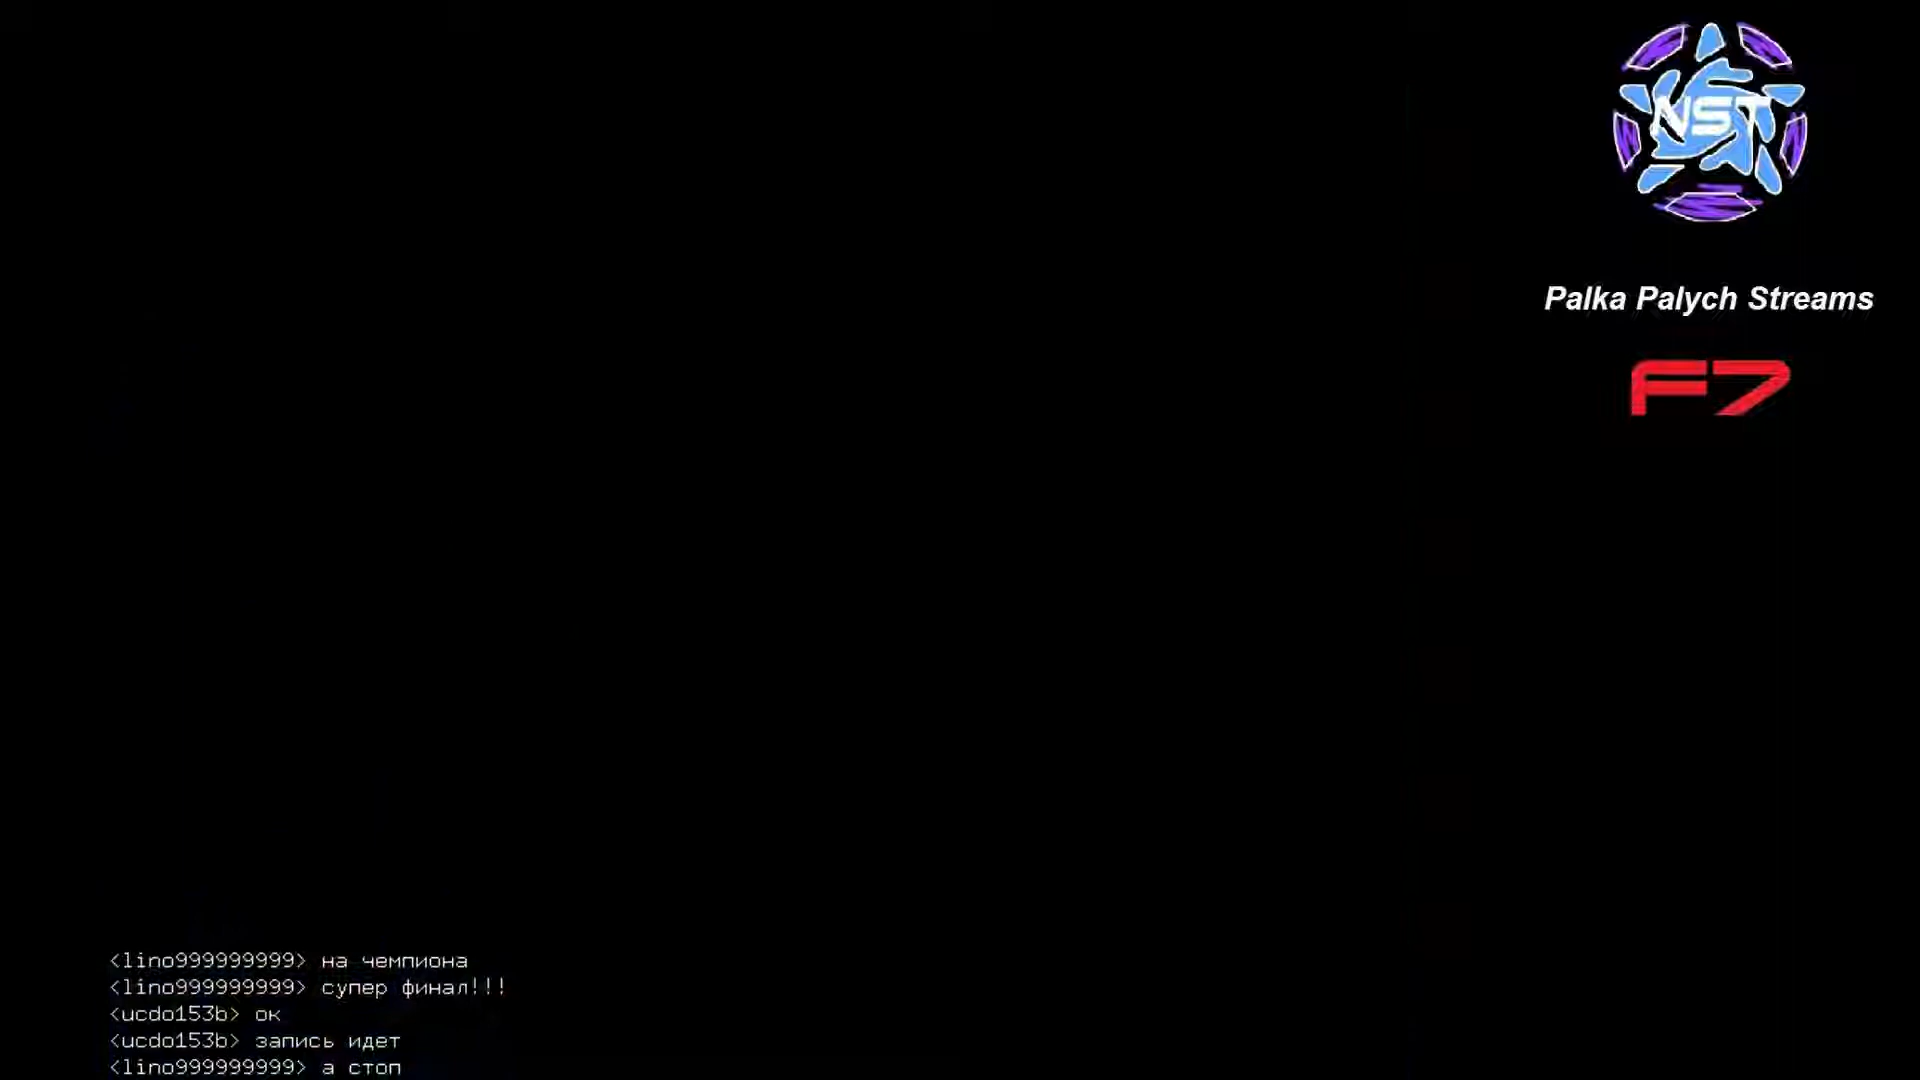 NST
Palka Palych Streams
F7
<lino999999999> на чемпиона
<lino999999999> супер финал!!!
<ucdo153b> ок
<ucdo153b> запись идет
<lino999999999> а стоп